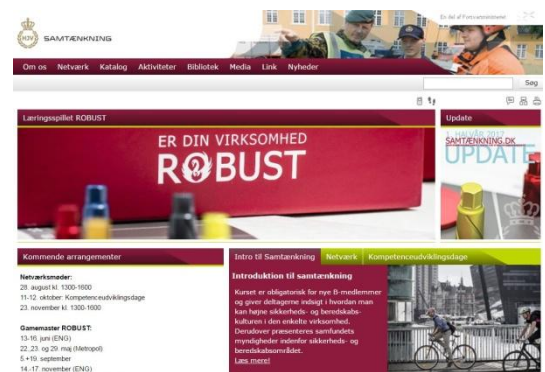 En del af Forsvarsministeriet
HJV
SAMTÆNKNING
Om os Netværk Katalog Aktiviteter Bibliotek Media Link Nyheder
Søg
Læringsspillet ROBUST
Update
ER DIN VIRKSOMHED
ROBUST
1. HALVÅR 2017
SAMTÆNKNING.DK
UPDATE
Kommende arrangementer
Intro til Samtænkning Netværk Kompetenceudviklingsdage
Netværksmøder:
28. august kl. 1300-1600
11-12. oktober: Kompetenceudviklingsdage
23. november kl. 1300-1600
Gamemaster ROBUST:
13-16. juni (ENG)
22.,23. og 29. maj (Metropol)
5.+19. september
14.-17. november (ENG)
Introduktion til samtænkning
Kurset er obligatorisk for nye B-medlemmer
og giver deltagerne indsigt i hvordan man
kan højne sikkerheds- og beredskabs-
kulturen i den enkelte virksomhed.
Derudover præsenteres samfundets
myndigheder indenfor sikkerheds- og
beredskabsområdet.
Læs mere!